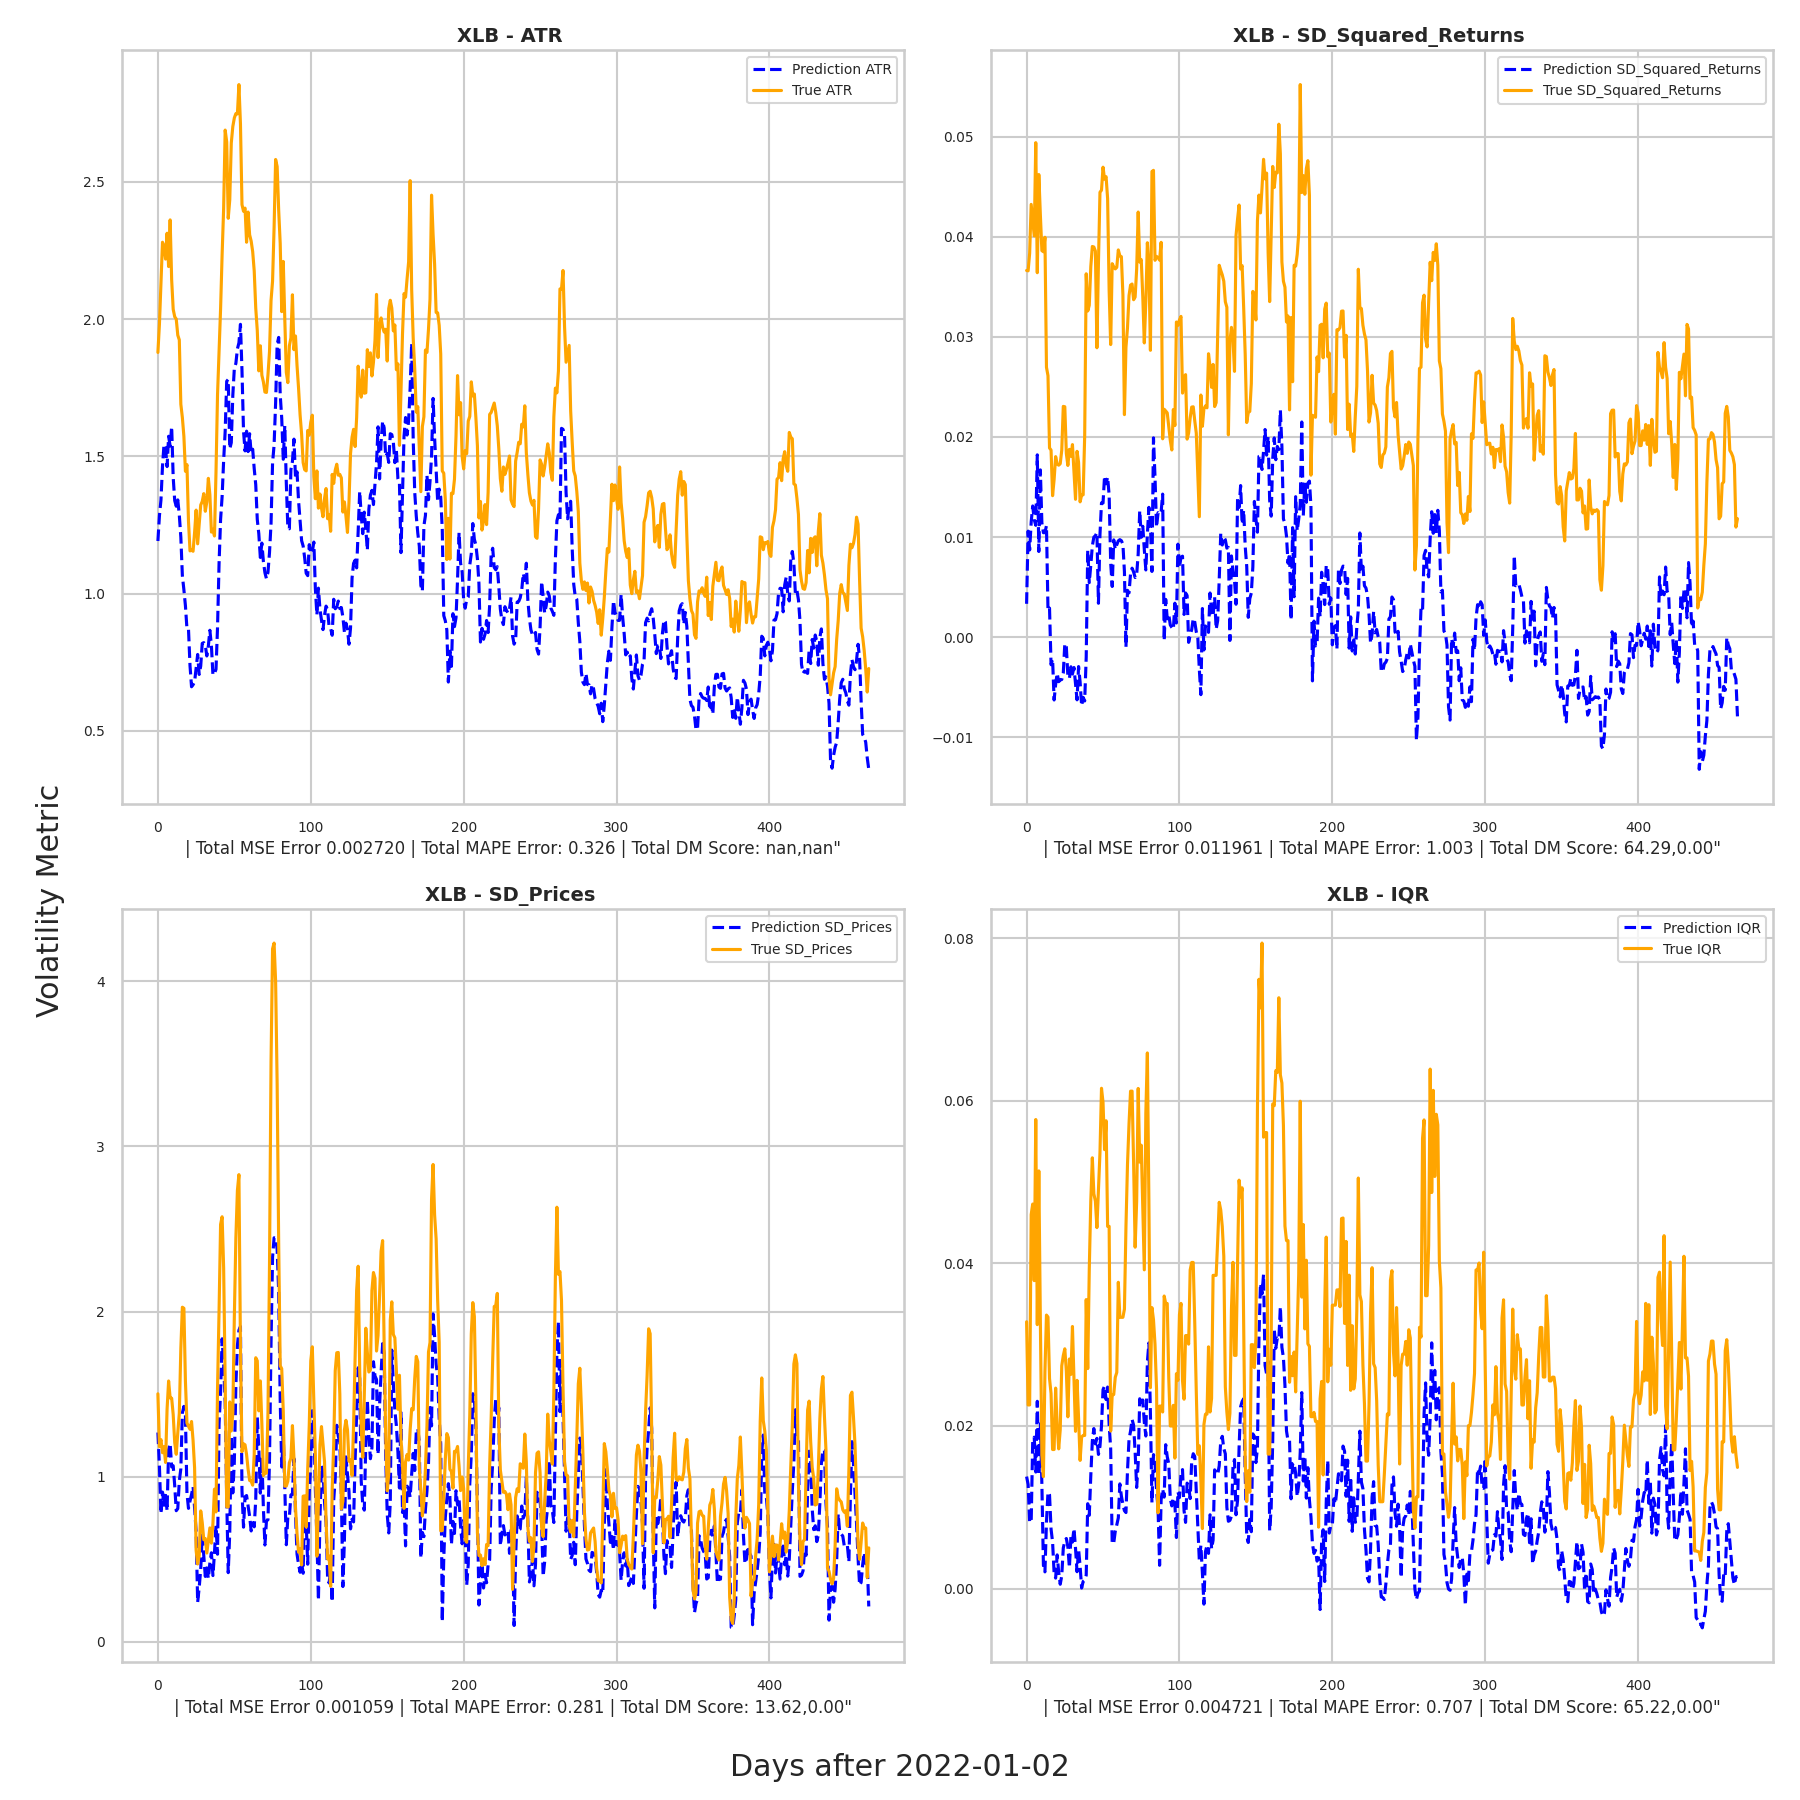 XLB - ATR
Prediction ATR
True ATR
2.5
2.0
1.5
1.0
0.5
0 100 200 300 400
| Total MSE Error 0.002720 | Total MAPE Error: 0.326 | Total DM Score: nan,nan"
XLB - SD_Squared_Returns
Prediction SD_Squared_Returns
True SD_Squared_Returns
0.05
0.04
0.03
0.02
0.01
0.00
−0.01
0 100 200 300 400
| Total MSE Error 0.011961 | Total MAPE Error: 1.003 | Total DM Score: 64.29,0.00"
Volatility Metric
XLB - SD_Prices
Prediction SD_Prices
True SD_Prices
4
3
2
1
0
0 100 200 300 400
| Total MSE Error 0.001059 | Total MAPE Error: 0.281 | Total DM Score: 13.62,0.00"
XLB - IQR
Prediction IQR
True IQR
0.08
0.06
0.04
0.02
0.00
0 100 200 300 400
| Total MSE Error 0.004721 | Total MAPE Error: 0.707 | Total DM Score: 65.22,0.00"
Days after 2022-01-02